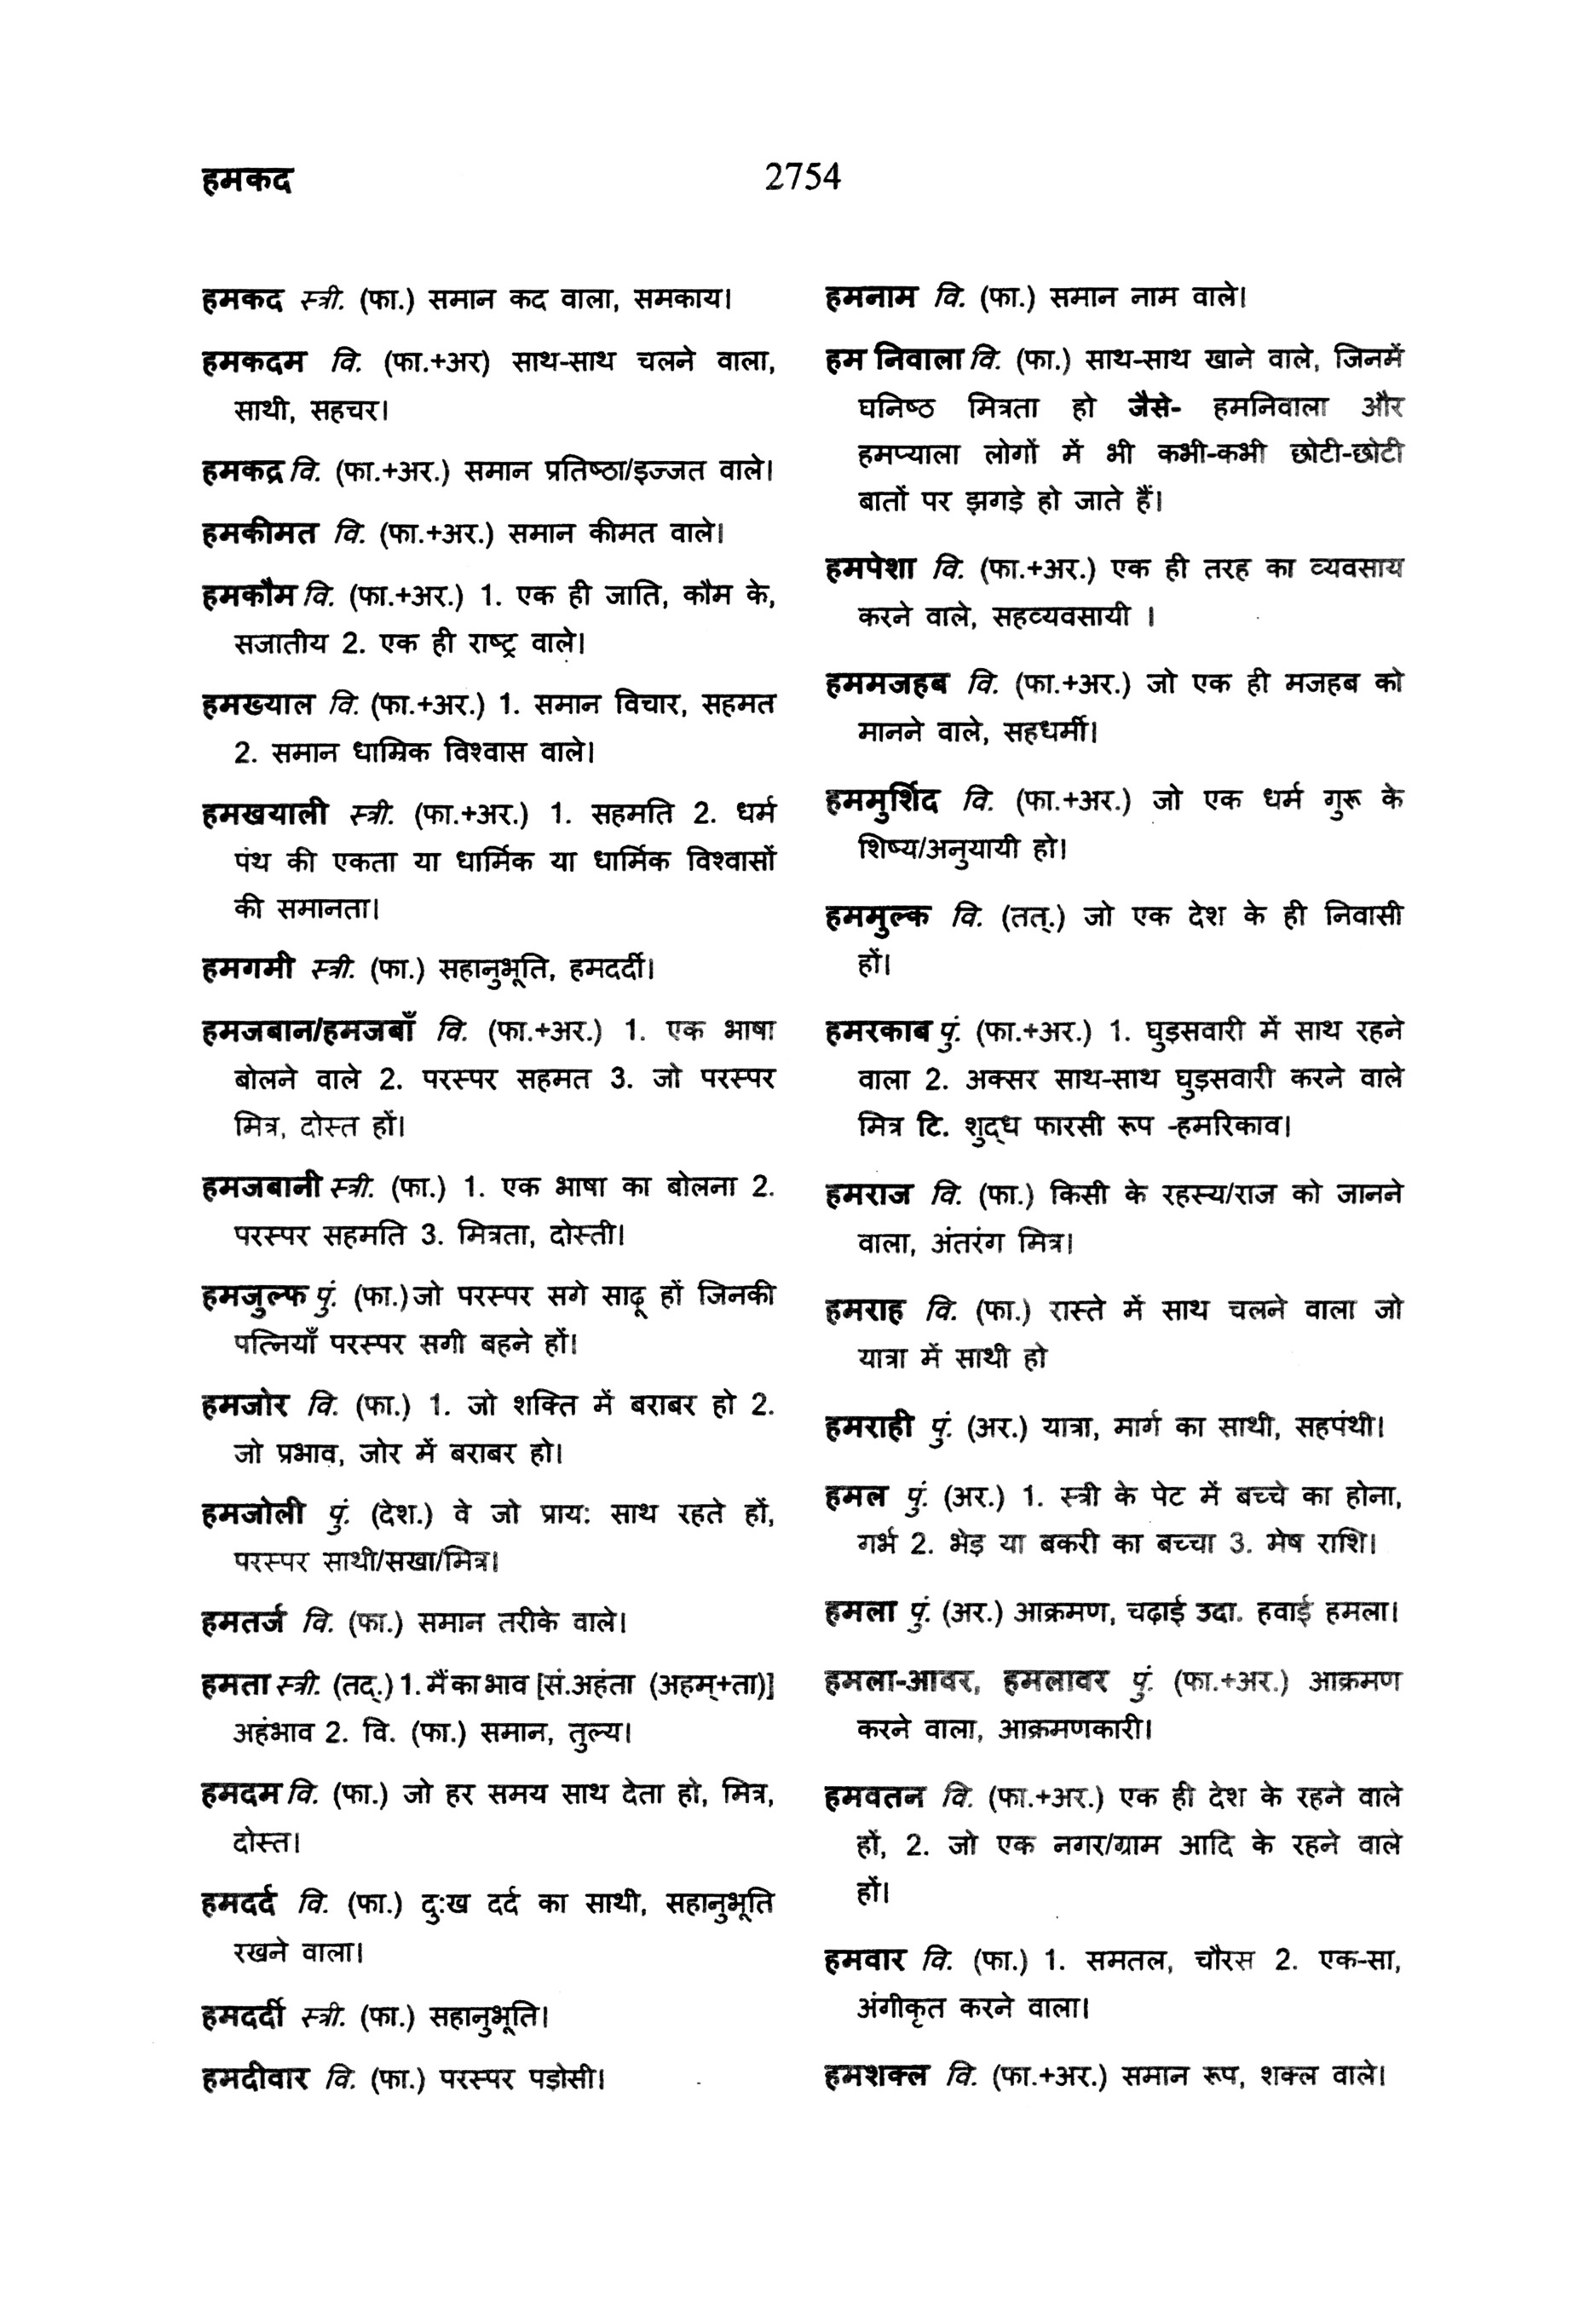 हमकद
2754
हमकद स्त्री. (फा.) समान कद वाला, समकाय।
हमकदम वि. (फा.+अर) साथ-साथ चलने वाला,
साथी, सहचर।
हमकद्र वि. (फा.+अर.) समान प्रतिष्ठा/इज्जत वाले।
हमकीमत वि. (फा.+अर.) समान कीमत वाले।
हमकौम वि. (फा.+अर.) 1. एक ही जाति, कौम के,
सजातीय 2. एक ही राष्ट्र वाले।
हमख्याल वि. (फा.+अर.) 1. समान विचार, सहमत
2. समान धाम्रिक विश्वास वाले।
हमखयाली स्त्री. (फा.+अर.) 1. सहमति 2. धर्म
पंथ की एकता या धार्मिक या धार्मिक विश्वासों
की समानता।
हमगमी स्त्री. (फा.) सहानुभूति, हमदर्दी।
हमजबान/हमजबाँ वि. (फा.+अर.) 1. एक भाषा
बोलने वाले 2. परस्पर सहमत 3. जो परस्पर
मित्र, दोस्त हों।
हमजबानी स्त्री. (फा.) 1. एक भाषा का बोलना 2.
परस्पर सहमति 3. मित्रता, दोस्ती।
हमजुल्फ पुं. (फा.) जो परस्पर सगे साढू हों जिनकी
पत्नियाँ परस्पर सगी बहने हों।
हमजोर वि. (फा.) 1. जो शक्ति में बराबर हो 2.
जो प्रभाव, जोर में बराबर हो।
हमजोली पुं. (देश.) वे जो प्राय: साथ रहते हों,
परस्पर साथी/सखा/मित्र।
हमतर्ज वि. (फा.) समान तरीके वाले।
हमता स्त्री. (तद्.) 1. मैं का भाव [सं.अहंता (अहम्+ता)]
अहंभाव 2. वि. (फा.) समान, तुल्य।
हमदम वि. (फा.) जो हर समय साथ देता हो, मित्र,
दोस्त।
हमदर्द वि. (फा.) दु:ख दर्द का साथी, सहानुभूति
रखने वाला।
हमदर्दी स्त्री. (फा.) सहानुभूति।
हमदीवार वि. (फा.) परस्पर पड़ोसी।
हमनाम वि. (फा.) समान नाम वाले।
हम निवाला वि. (फा.) साथ-साथ खाने वाले, जिनमें
घनिष्ठ मित्रता हो जैसे- हमनिवाला और
हमप्याला लोगों में भी कभी-कभी छोटी-छोटी
बातों पर झगड़े हो जाते हैं।
हमपेशा वि. (फा.+अर.) एक ही तरह का व्यवसाय
करने वाले, सहव्यवसायी ।
हममजहब वि. (फा.+अर.) जो एक ही मजहब को
मानने वाले, सहधर्मी।
हममुर्शिद वि. (फा.+अर.) जो एक धर्म गुरू के
शिष्य/अनुयायी हो।
हममुल्क वि. (तत्.) जो एक देश के ही निवासी
हों।
हमरकाब पुं. (फा.+अर.) 1. घुड़सवारी में साथ रहने
वाला 2. अक्सर साथ-साथ घुड़सवारी करने वाले
मित्र टि. शुद्ध फारसी रूप -हमरिकाव।
हमराज वि. (फा.) किसी के रहस्य/राज को जानने
वाला, अंतरंग मित्र।
हमराह वि. (फा.) रास्ते में साथ चलने वाला जो
यात्रा में साथी हो
हमराही पुं. (अर.) यात्रा, मार्ग का साथी, सहपंथी।
हमल पुं. (अर.) 1. स्त्री के पेट में बच्चे का होना,
गर्भ 2. भेड़ या बकरी का बच्चा 3. मेष राशि।
हमला पुं. (अर.) आक्रमण, चढ़ाई उदा. हवाई हमला।
हमला-आवर, हमलावर पुं. (फा.+अर.) आक्रमण
करने वाला, आक्रमणकारी।
हमवतन वि. (फा.+अर.) एक ही देश के रहने वाले
हों, 2. जो एक नगर/ग्राम आदि के रहने वाले
हों।
हमवार वि. (फा.) 1. समतल, चौरस 2. एक-सा,
अंगीकृत करने वाला।
हमशक्ल वि. (फा.+अर.) समान रूप, शक्ल वाले।